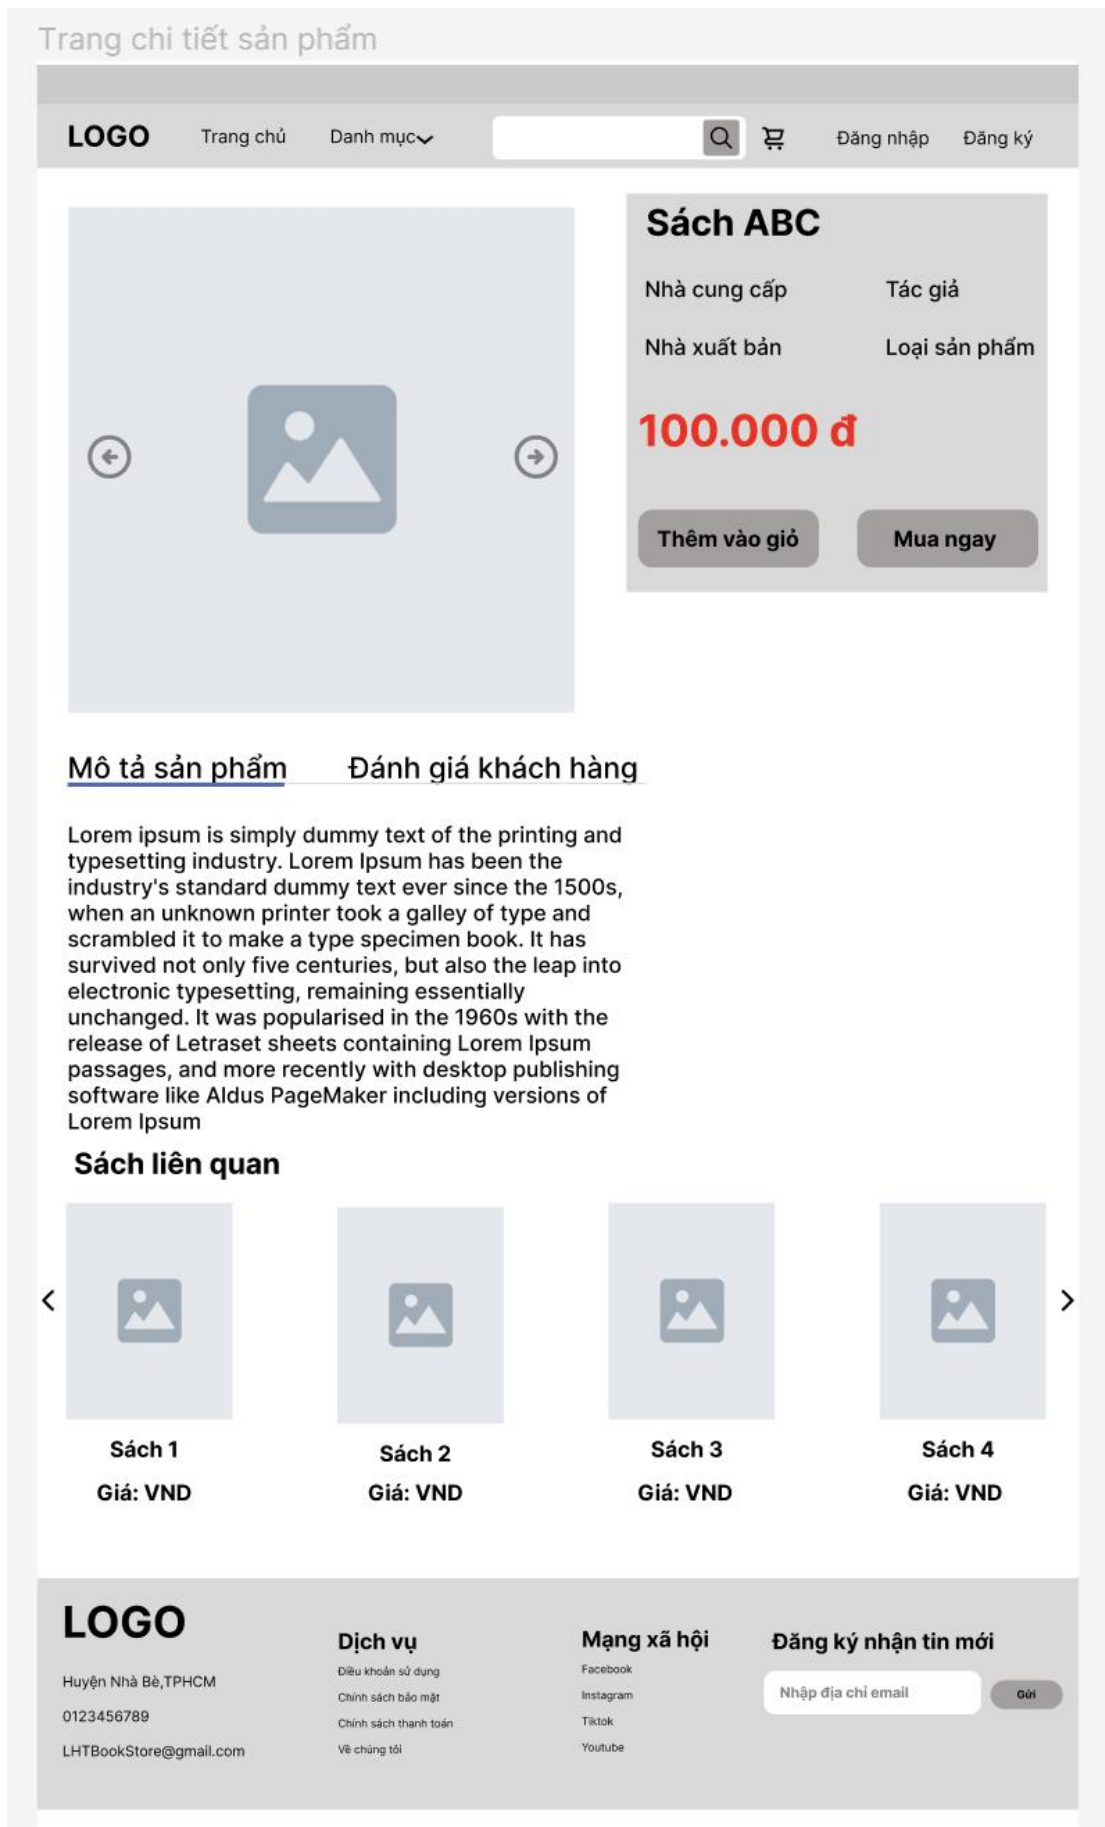 Trang chi tiết sản phẩm
LOGO Trang chủ Danh mục Đăng nhập Đăng ký
Sách ABC
Nhà cung cấp Tác giả
Nhà xuất bản Loại sản phẩm
100.000 đ
Thêm vào giỏ Mua ngay
Mô tả sản phẩm Đánh giá khách hàng
Lorem ipsum is simply dummy text of the printing and
typesetting industry. Lorem Ipsum has been the
industry's standard dummy text ever since the 1500s,
when an unknown printer took a galley of type and
scrambled it to make a type specimen book. It has
survived not only five centuries, but also the leap into
electronic typesetting, remaining essentially
unchanged. It was popularised in the 1960s with the
release of Letraset sheets containing Lorem Ipsum
passages, and more recently with desktop publishing
software like Aldus PageMaker including versions of
Lorem Ipsum
Sách liên quan
Sách 1 Sách 2 Sách 3 Sách 4
Giá: VND Giá: VND Giá: VND Giá: VND
LOGO
Huyện Nhà Bè,TPHCM
0123456789
LHTBookStore@gmail.com
Dịch vụ
Điều khoản sử dụng
Chính sách bảo mật
Chính sách thanh toán
Về chúng tôi
Mạng xã hội
Facebook
Instagram
Tiktok
Youtube
Đăng ký nhận tin mới
Nhập địa chỉ email Gửi